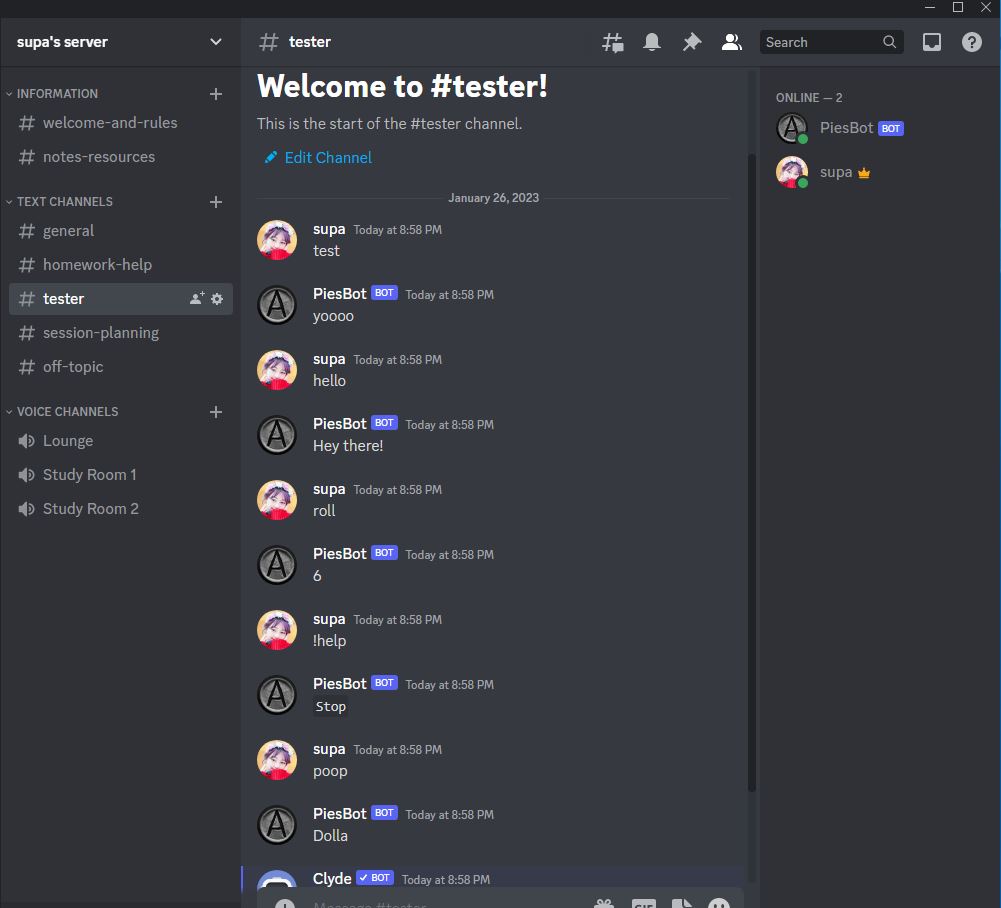 supa's server
INFORMATION
welcome-and-rules
notes-resources
TEXT CHANNELS
general
homework-help
tester
session-planning
off-topic
VOICE CHANNELS
Lounge
Study Room 1
Study Room 2
tester
Search
Welcome to #tester!
This is the start of the #tester channel.
Edit Channel
January 26, 2023
supa Today at 8:58 PM
test
PiesBot BOT Today at 8:58 PM
yoooo
supa Today at 8:58 PM
hello
PiesBot BOT Today at 8:58 PM
Hey there!
supa Today at 8:58 PM
roll
PiesBot BOT Today at 8:58 PM
6
supa Today at 8:58 PM
!help
PiesBot BOT Today at 8:58 PM
Stop
supa Today at 8:58 PM
poop
PiesBot BOT Today at 8:58 PM
Dolla
Clyde ✓ BOT Today at 8:58 PM
Message #tester
GIF
ONLINE — 2
PiesBot BOT
supa